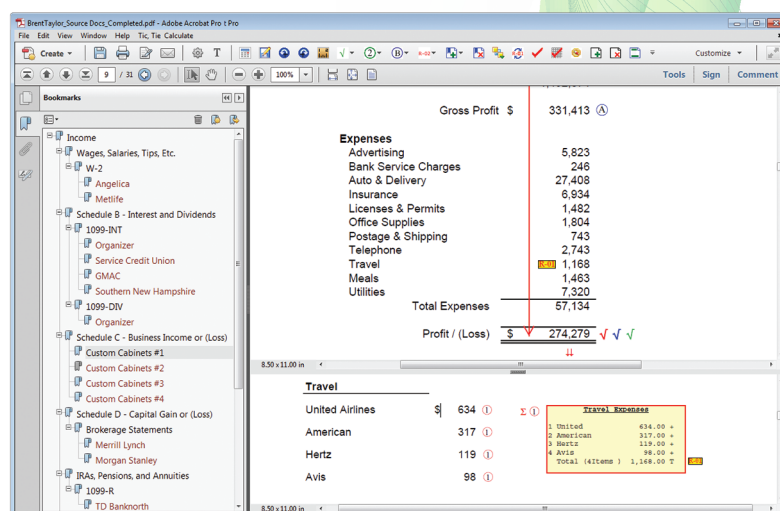 BrentTaylor_Source Docs_Completed.pdf - Adobe Acrobat Pro t Pro
File Edit View Window Help Tic, Tie Calculate
Create T Customize
9 / 31 100% Tools Sign Comment
Bookmarks
Income
Wages, Salaries, Tips, Etc.
W-2
Angelica
Metlife
Schedule B - Interest and Dividends
1099-INT
Organizer
Service Credit Union
GMAC
Southern New Hampshire
1099-DIV
Organizer
Schedule C - Business Income or (Loss)
Custom Cabinets #1
Custom Cabinets #2
Custom Cabinets #3
Custom Cabinets #4
Schedule D - Capital Gain or (Loss)
Brokerage Statements
Merrill Lynch
Morgan Stanley
IRAs, Pensions, and Annuities
1099-R
TD Banknorth
Gross Profit $ 331,413 A
Expenses
Advertising 5,823
Bank Service Charges 246
Auto & Delivery 27,408
Insurance 6,934
Licenses & Permits 1,482
Office Supplies 1,804
Postage & Shipping 743
Telephone 2,743
Travel 1,168
Meals 1,463
Utilities 7,320
Total Expenses 57,134
Profit / (Loss) $ 274,279
8.50 x 11.00 in
Travel
United Airlines $ 634 1
American 317 1
Hertz 119 1
Avis 98 1
Σ 1
Travel Expenses
1 United 634.00 +
2 American 317.00 +
3 Hertz 119.00 +
4 Avis 98.00 +
Total (4Items ) 1,168.00 T
8.50 x 11.00 in